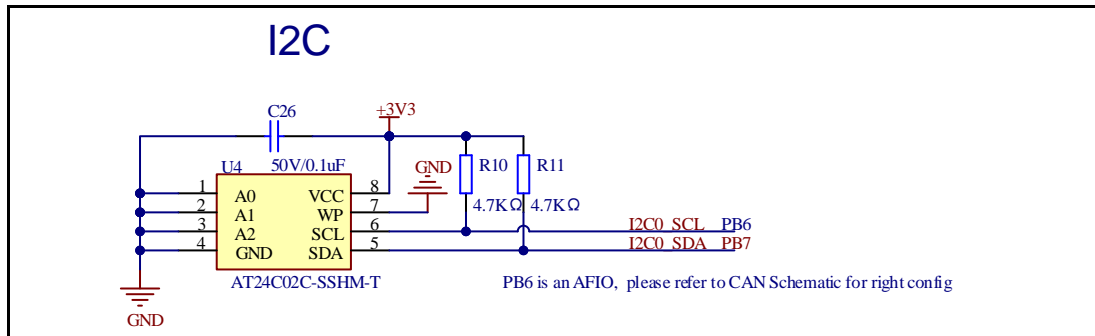 I2C
C26
+3V3
U4
50V/0.1uF
GND
R10
R11
1
A0
VCC
8
2
A1
WP
7
4.7KΩ
4.7KΩ
3
A2
SCL
6
I2C0_SCL
PB6
4
GND
SDA
5
I2C0_SDA
PB7
AT24C02C-SSHM-T
PB6 is an AFIO, please refer to CAN Schematic for right config
GND